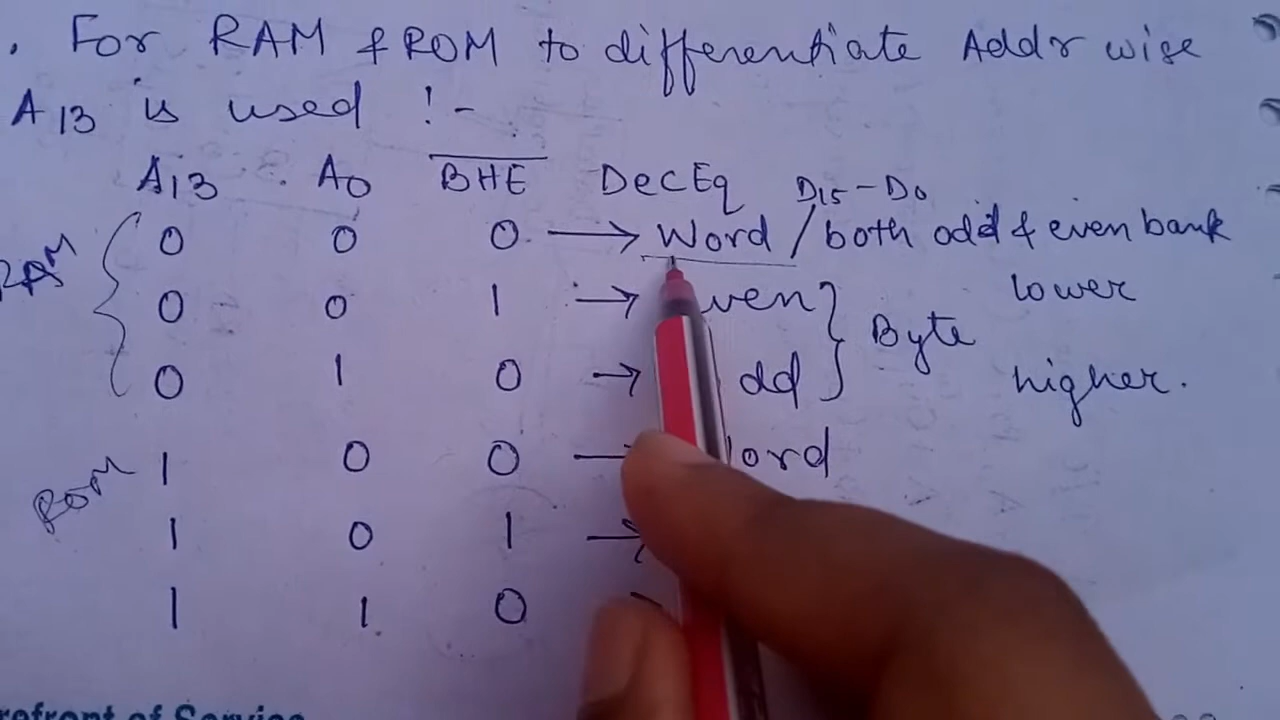 . For RAM & ROM to differentiate Addr wise
A13 is used !-
A13 A0 B̅H̅E̅ DecEq D15-D0
RAM 0 0 0 → Word / both odd & even bank
0 0 1 → ven } Byte lower
0 1 0 → dd } higher.
ROM 1 0 0 → ord
1 0 1 →
1 1 0